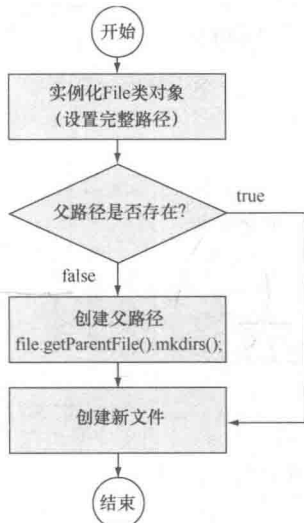 开始
实例化File类对象
（设置完整路径）
父路径是否存在?
true
false
创建父路径
file.getParentFile().mkdirs();
创建新文件
结束